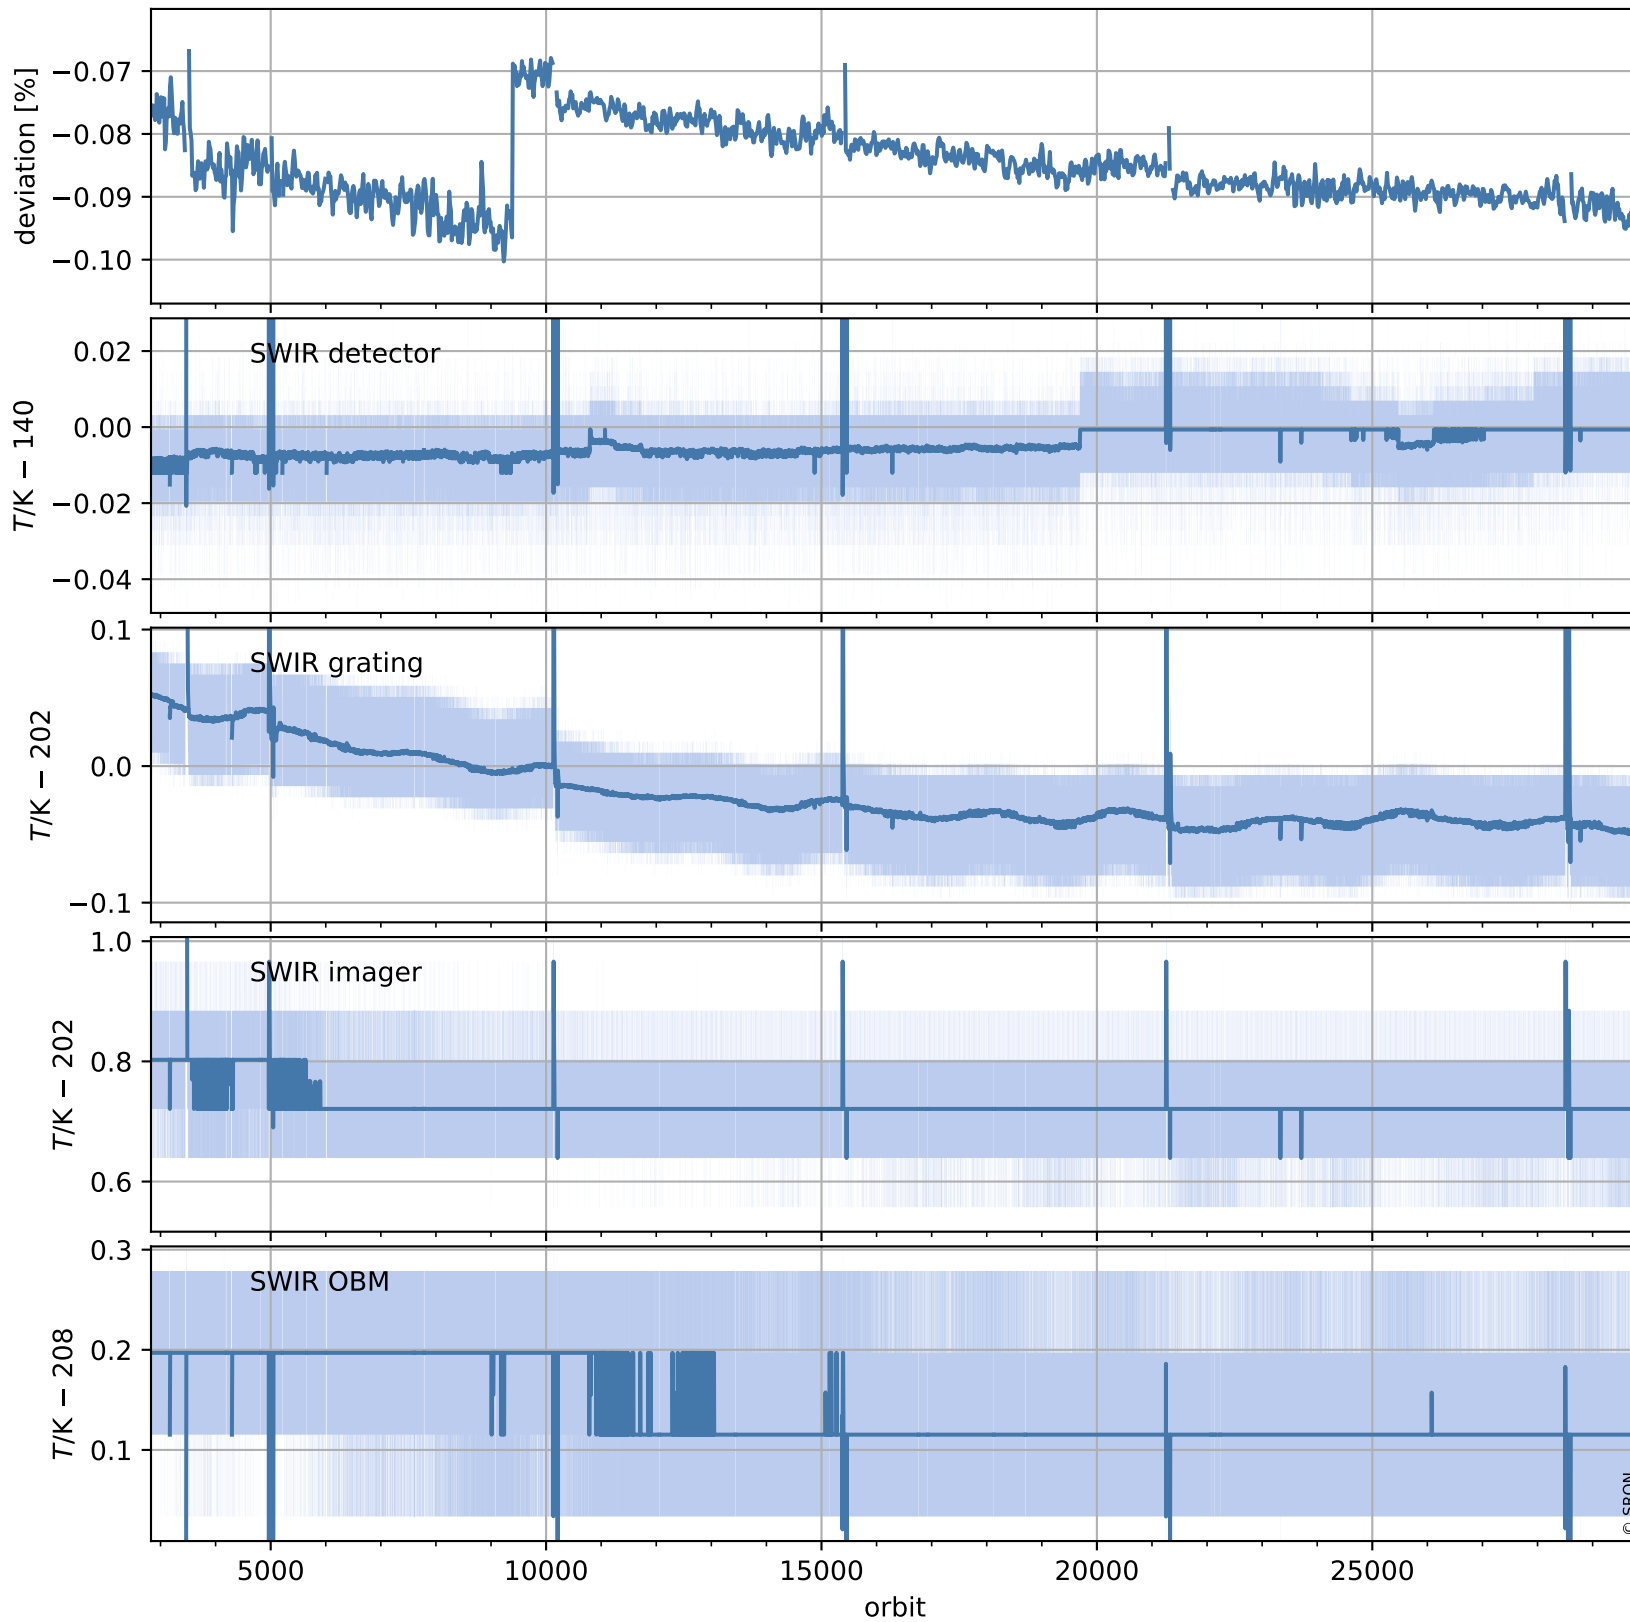 deviation [%]
−0.07
−0.08
−0.09
−0.10
SWIR detector
T/K − 140
0.02
0.00
−0.02
−0.04
SWIR grating
T/K − 202
0.1
0.0
−0.1
SWIR imager
T/K − 202
1.0
0.8
0.6
SWIR OBM
T/K − 208
0.3
0.2
0.1
© SRON
5000
10000
15000
20000
25000
orbit